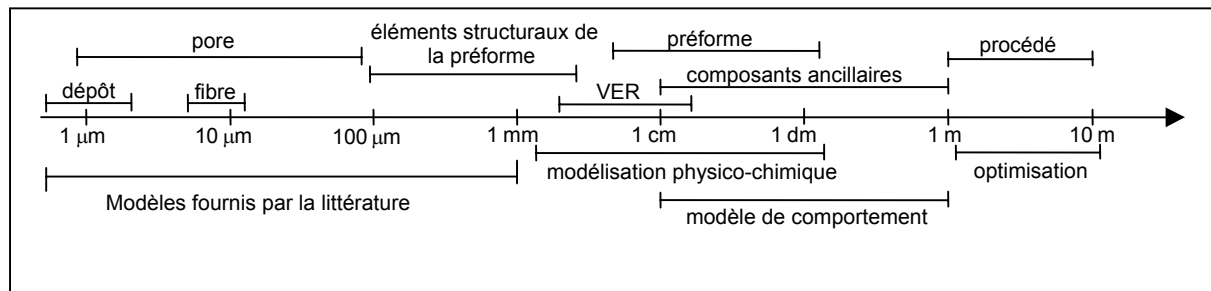 éléments structuraux de
la préforme
pore
préforme
procédé
composants ancillaires
dépôt
fibre
VER
1 µm
10 µm
100 µm
1 mm
1 cm
1 dm
1 m
10 m
modélisation physico-chimique
optimisation
Modèles fournis par la littérature
modèle de comportement